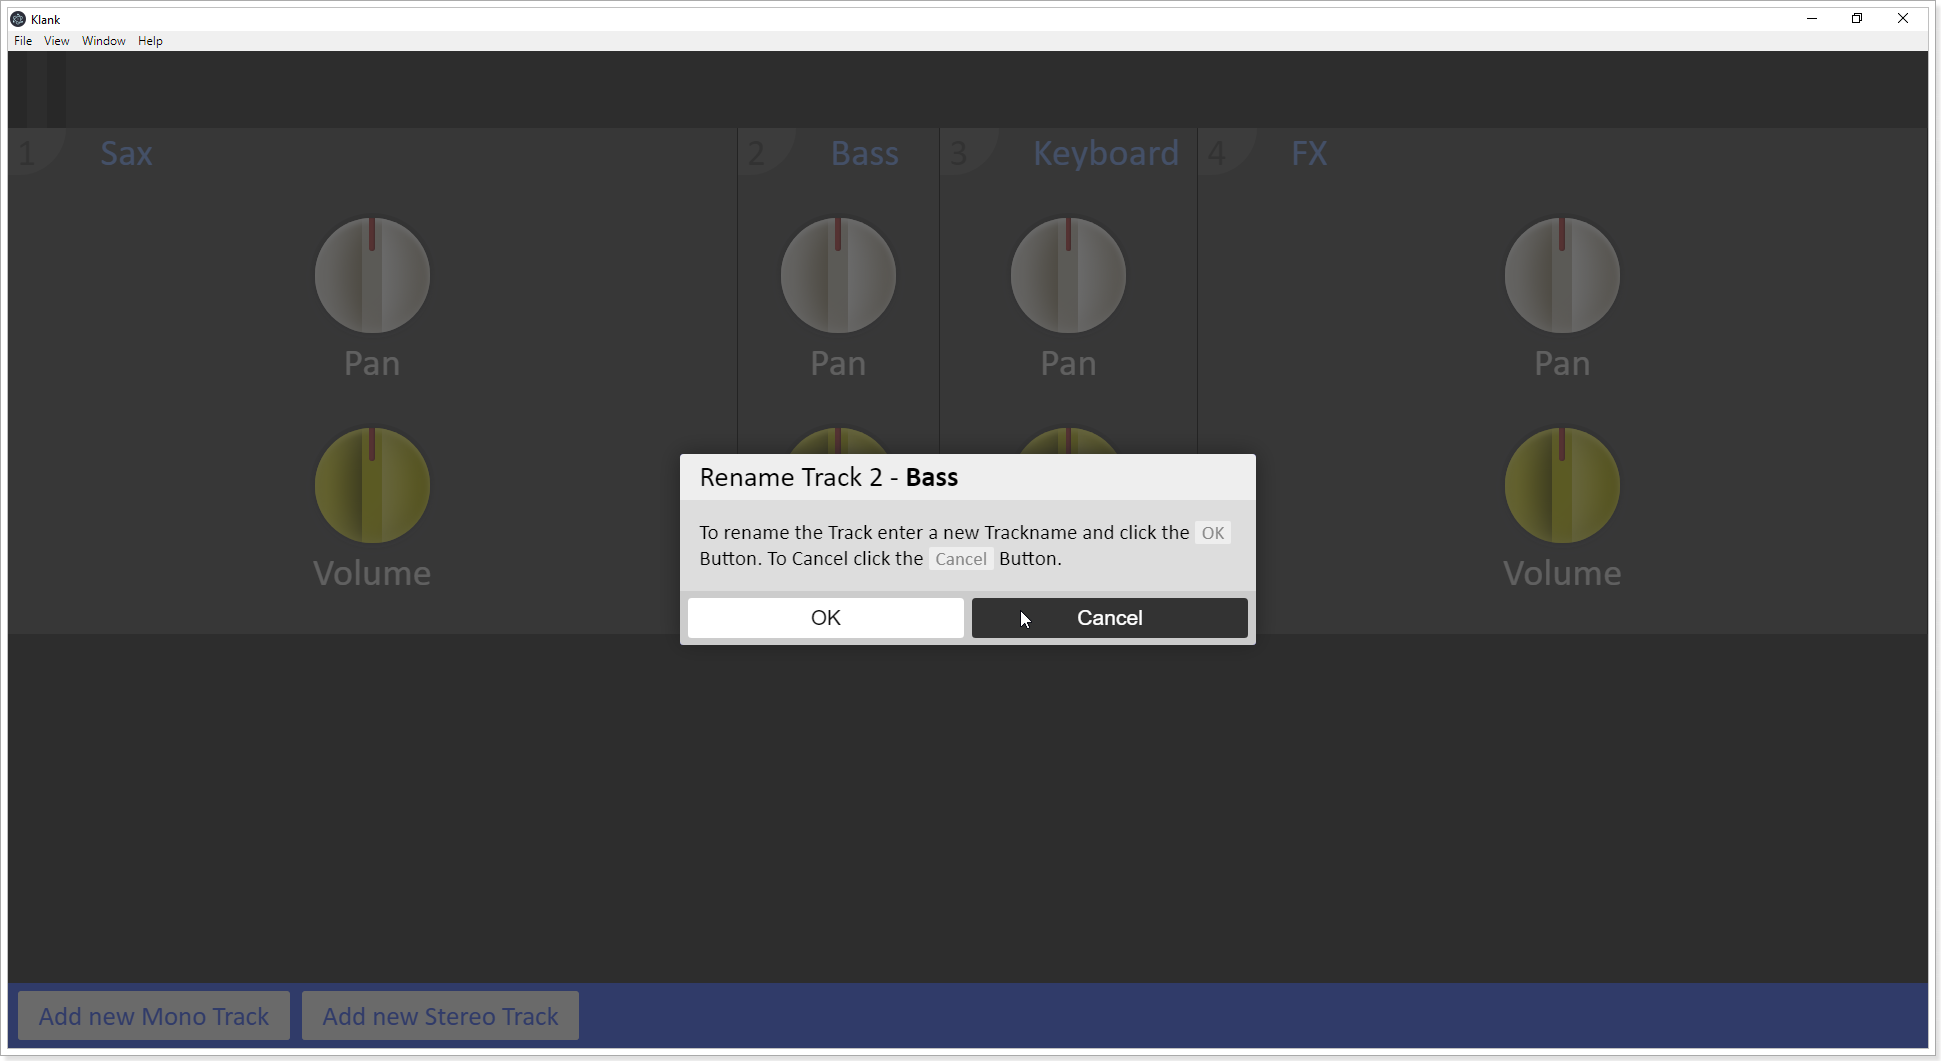 Klank
File View Window Help
1 Sax 2 Bass 3 Keyboard 4 FX
Pan Pan Pan Pan
Volume Volume
Rename Track 2 - Bass
To rename the Track enter a new Trackname and click the OK
Button. To Cancel click the Cancel Button.
OK Cancel
Add new Mono Track Add new Stereo Track